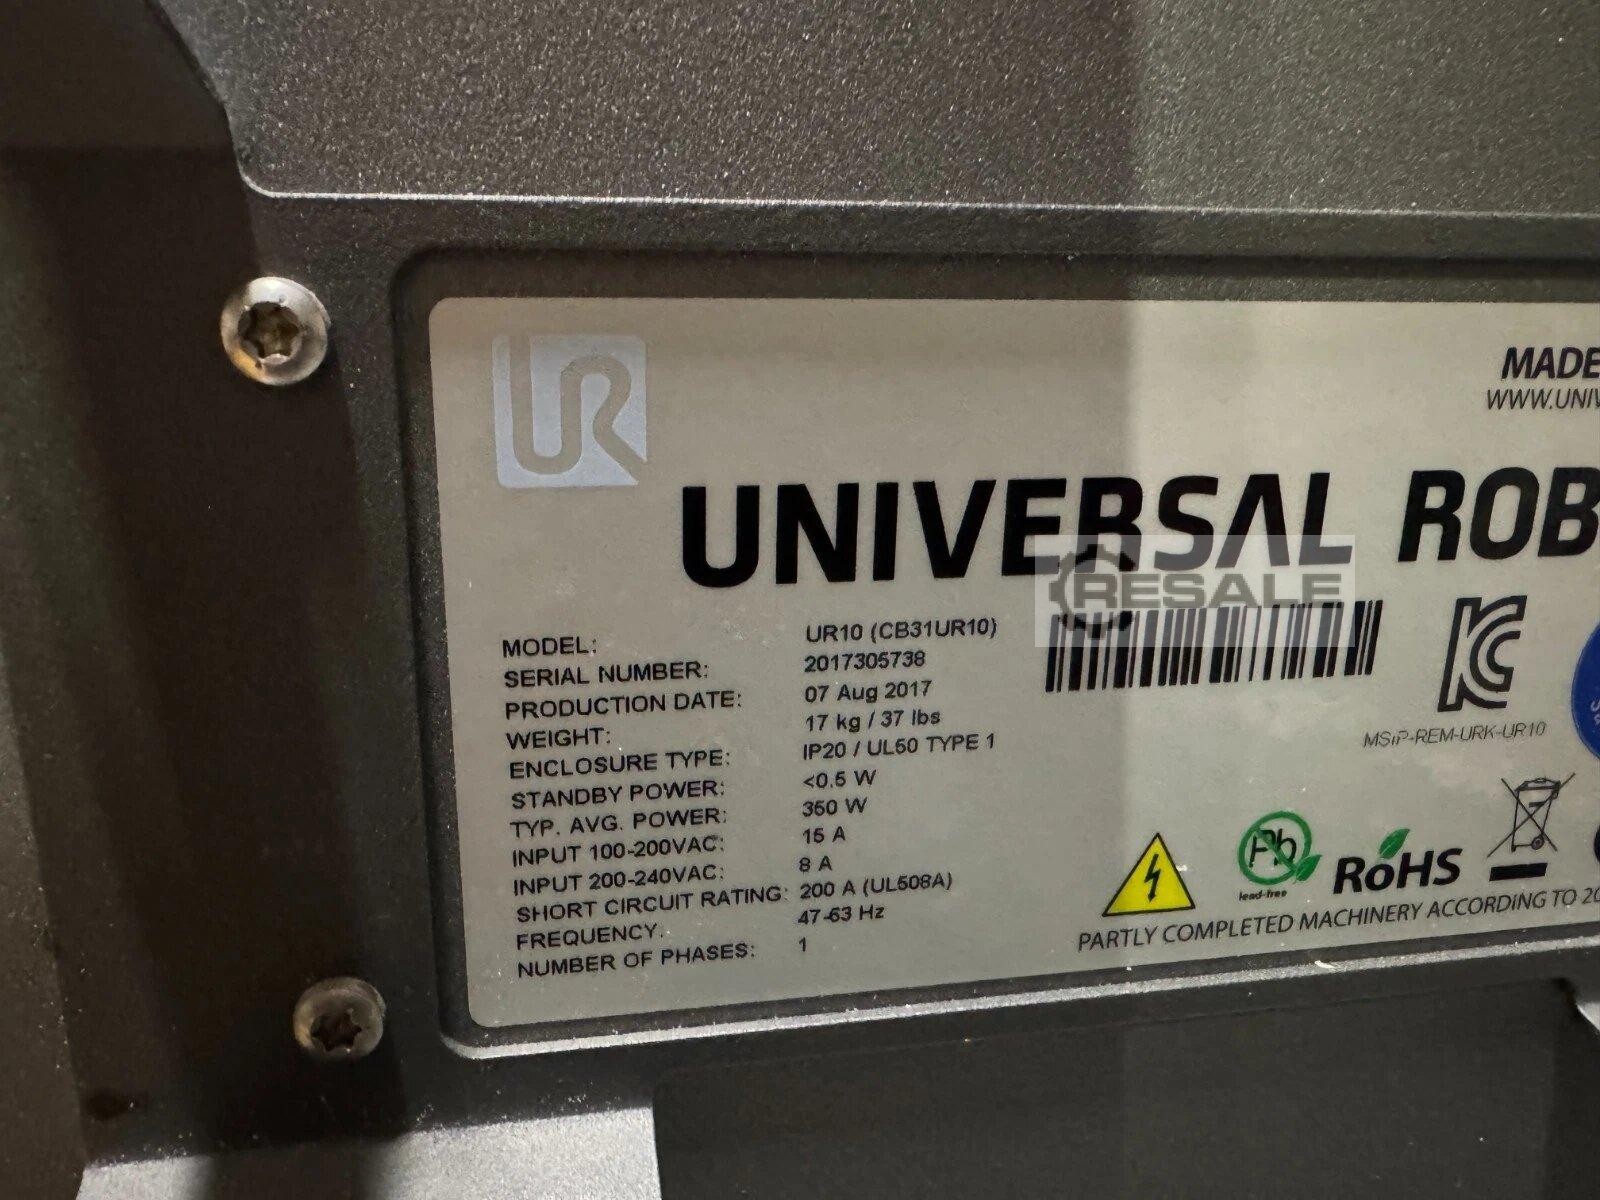 UR
MADE
WWW.UNIV
UNIVERSAL ROB
RESALE
MODEL: UR10 (CB31UR10)
SERIAL NUMBER: 2017305738
PRODUCTION DATE: 07 Aug 2017
WEIGHT: 17 kg / 37 lbs
ENCLOSURE TYPE: IP20 / UL50 TYPE 1
STANDBY POWER: <0.5 W
TYP. AVG. POWER: 350 W
INPUT 100-200VAC: 15 A
INPUT 200-240VAC: 8 A
SHORT CIRCUIT RATING: 200 A (UL508A)
FREQUENCY: 47-63 Hz
NUMBER OF PHASES: 1
MSIP-REM-URK-UR10
Pb
lead-free
RoHS
PARTLY COMPLETED MACHINERY ACCORDING TO 20